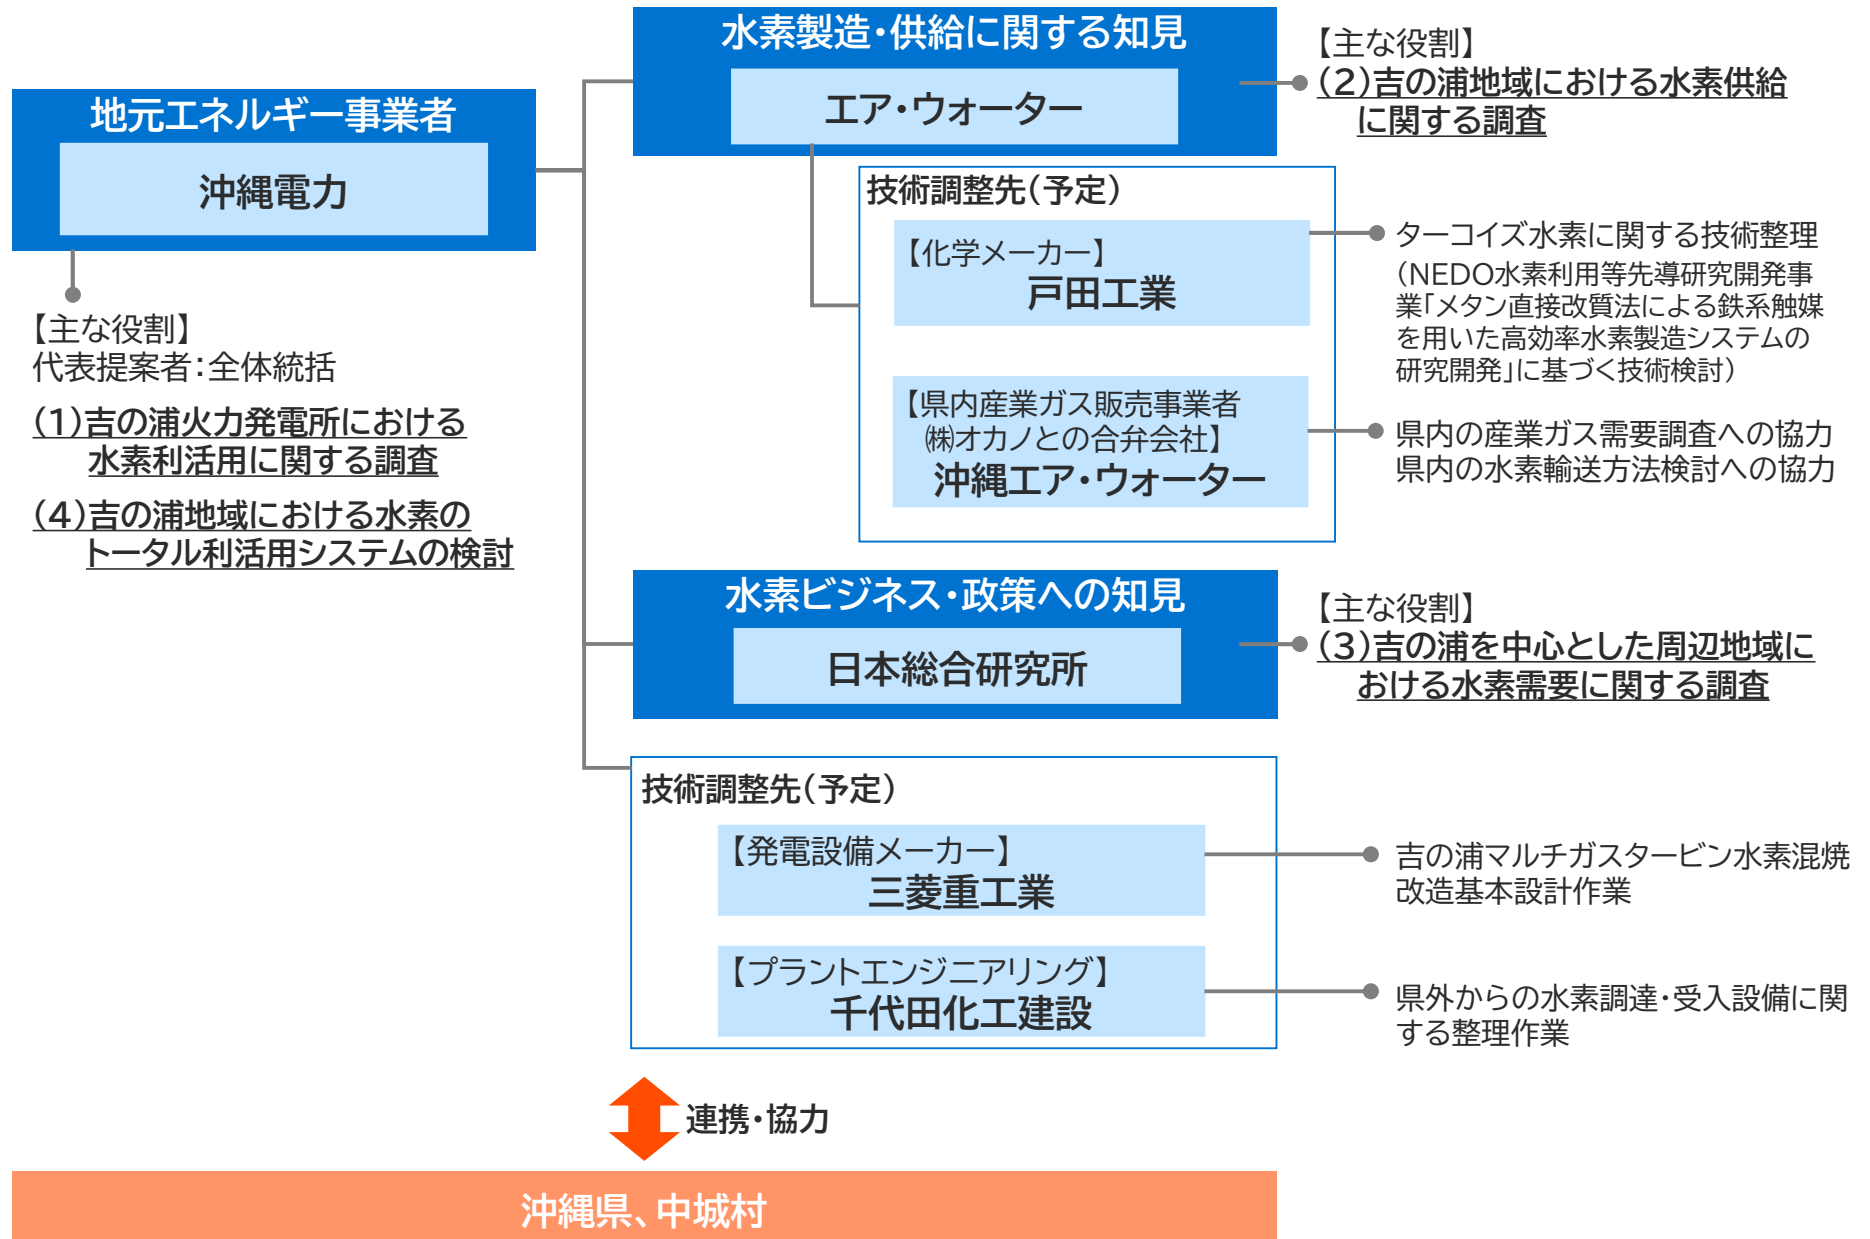 地元エネルギー事業者
沖縄電力
【主な役割】
代表提案者：全体統括
(1)吉の浦火力発電所における
水素利活用に関する調査
(4)吉の浦地域における水素の
トータル利活用システムの検討
水素製造・供給に関する知見
エア・ウォーター
【主な役割】
(2)吉の浦地域における水素供給
に関する調査
技術調整先(予定)
【化学メーカー】
戸田工業
ターコイズ水素に関する技術整理
(NEDO水素利用等先導研究開発事
業「メタン直接改質法による鉄系触媒
を用いた高効率水素製造システムの
研究開発」に基づく技術検討)
【県内産業ガス販売事業者
㈱オカノとの合弁会社】
沖縄エア・ウォーター
県内の産業ガス需要調査への協力
県内の水素輸送方法検討への協力
水素ビジネス・政策への知見
日本総合研究所
【主な役割】
(3)吉の浦を中心とした周辺地域に
おける水素需要に関する調査
技術調整先(予定)
【発電設備メーカー】
三菱重工業
吉の浦マルチガスタービン水素混焼
改造基本設計作業
【プラントエンジニアリング】
千代田化工建設
県外からの水素調達・受入設備に関
する整理作業
連携・協力
沖縄県、中城村